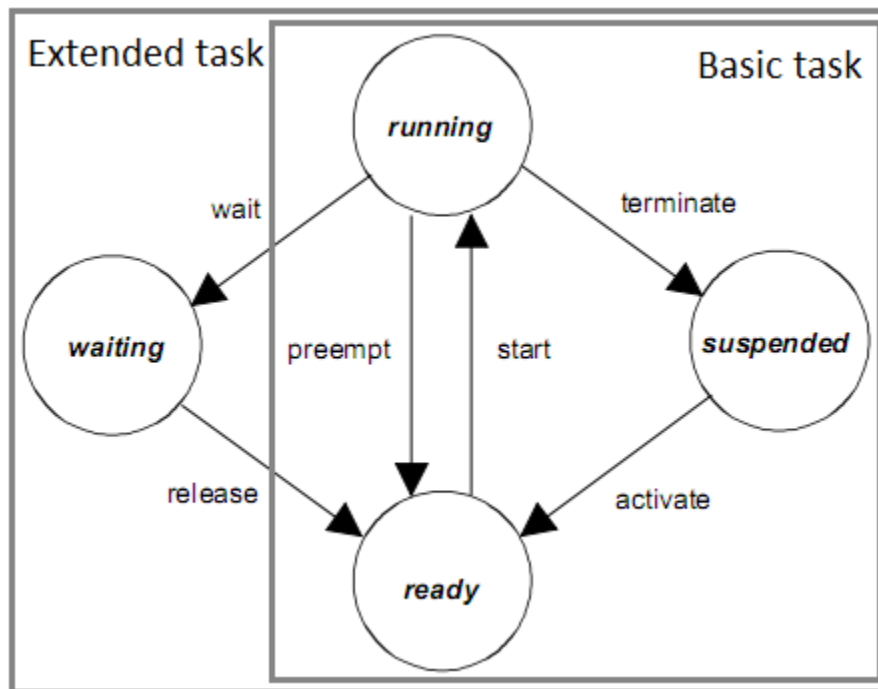 Extended task
Basic task
running
wait
terminate
waiting
preempt
start
suspended
release
activate
ready